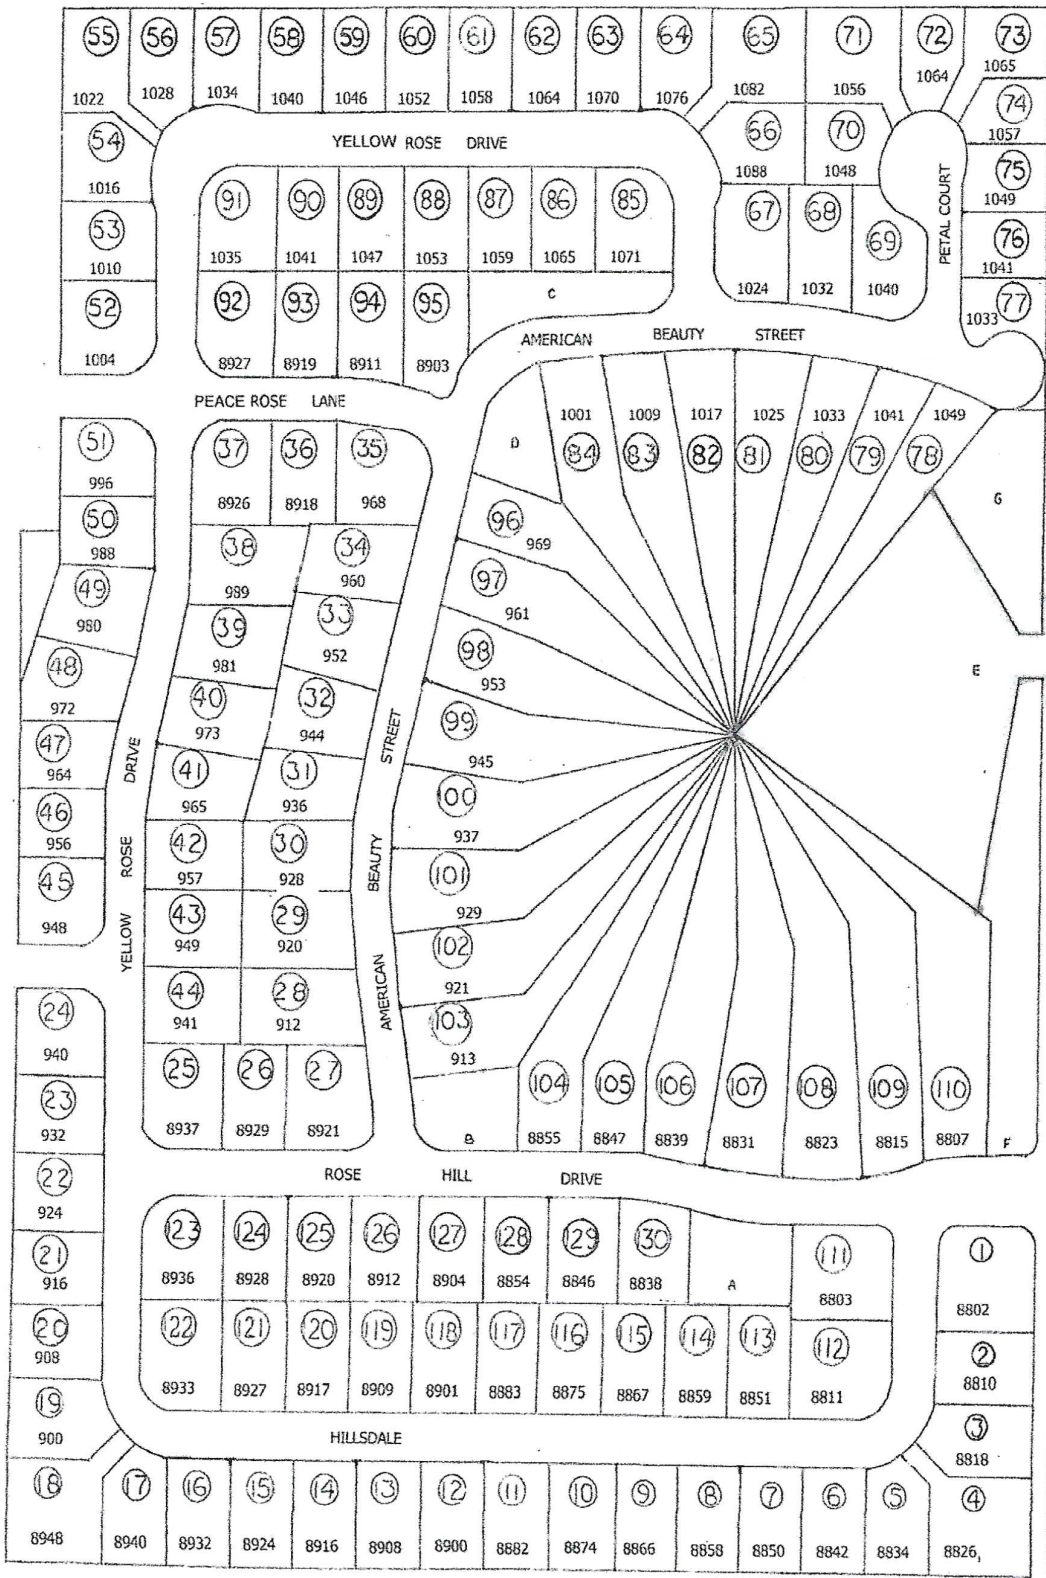 55 56 57 58 59 60 61 62 63 64 65 71 72 73
1022 1028 1034 1040 1046 1052 1058 1064 1070 1076 1082 1056 1064 1065
54 66 70 74
1016 1088 1048 1057
YELLOW ROSE DRIVE
91 90 89 88 87 86 85 67 68 69 75
1035 1041 1047 1053 1059 1065 1071 1024 1032 1040 1049
PETAL COURT
53 76
1010 1041
52 92 93 94 95 C 77
1004 8927 8919 8911 8903 1033
AMERICAN BEAUTY STREET
PEACE ROSE LANE
D 1001 1009 1017 1025 1033 1041 1049
84 83 82 81 80 79 78 G
51 37 36 35
996 8926 8918 968
50 38 34 96
988 989 960 969
49 39 33 97
980 981 952 961
48 40 32 98 E
972 973 944 953
47 41 31 99
964 965 936 945
46 42 30 100
956 957 928 937
45 43 29 101
948 949 920 929
YELLOW ROSE DRIVE
AMERICAN BEAUTY STREET
44 28 102
941 912 921
24 103
940 913
23 25 26 27 104 105 106 107 108 109 110
932 8937 8929 8921 B 8855 8847 8839 8831 8823 8815 8807 F
22
924
ROSE HILL DRIVE
21 123 124 125 126 127 128 129 130 A 111 1
916 8936 8928 8920 8912 8904 8854 8846 8838 8803 8802
20 122 121 120 119 118 117 116 115 114 113 112 2
908 8933 8927 8917 8909 8901 8883 8875 8867 8859 8851 8811 8810
19 3
900 8818
HILLSDALE
18 17 16 15 14 13 12 11 10 9 8 7 6 5 4
8948 8940 8932 8924 8916 8908 8900 8882 8874 8866 8858 8850 8842 8834 8826